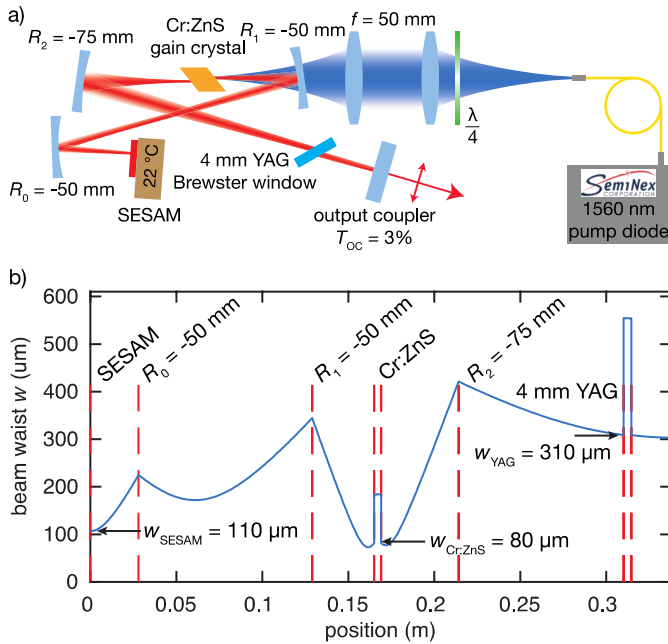 a)
R₂ = -75 mm
Cr:ZnS
gain crystal
R₁ = -50 mm
f = 50 mm
λ/4
22 °C
R₀ = -50 mm
SESAM
4 mm YAG
Brewster window
output coupler
T_OC = 3%
SEMINEX
CORPORATION
1560 nm
pump diode
b)
600
500
400
300
200
100
0
beam waist w (um)
SESAM
R₀ = -50 mm
R₁ = -50 mm
Cr:ZnS
R₂ = -75 mm
4 mm YAG
w_YAG = 310 µm
w_SESAM = 110 µm
w_Cr:ZnS = 80 µm
0
0.05
0.1
0.15
0.2
0.25
0.3
position (m)